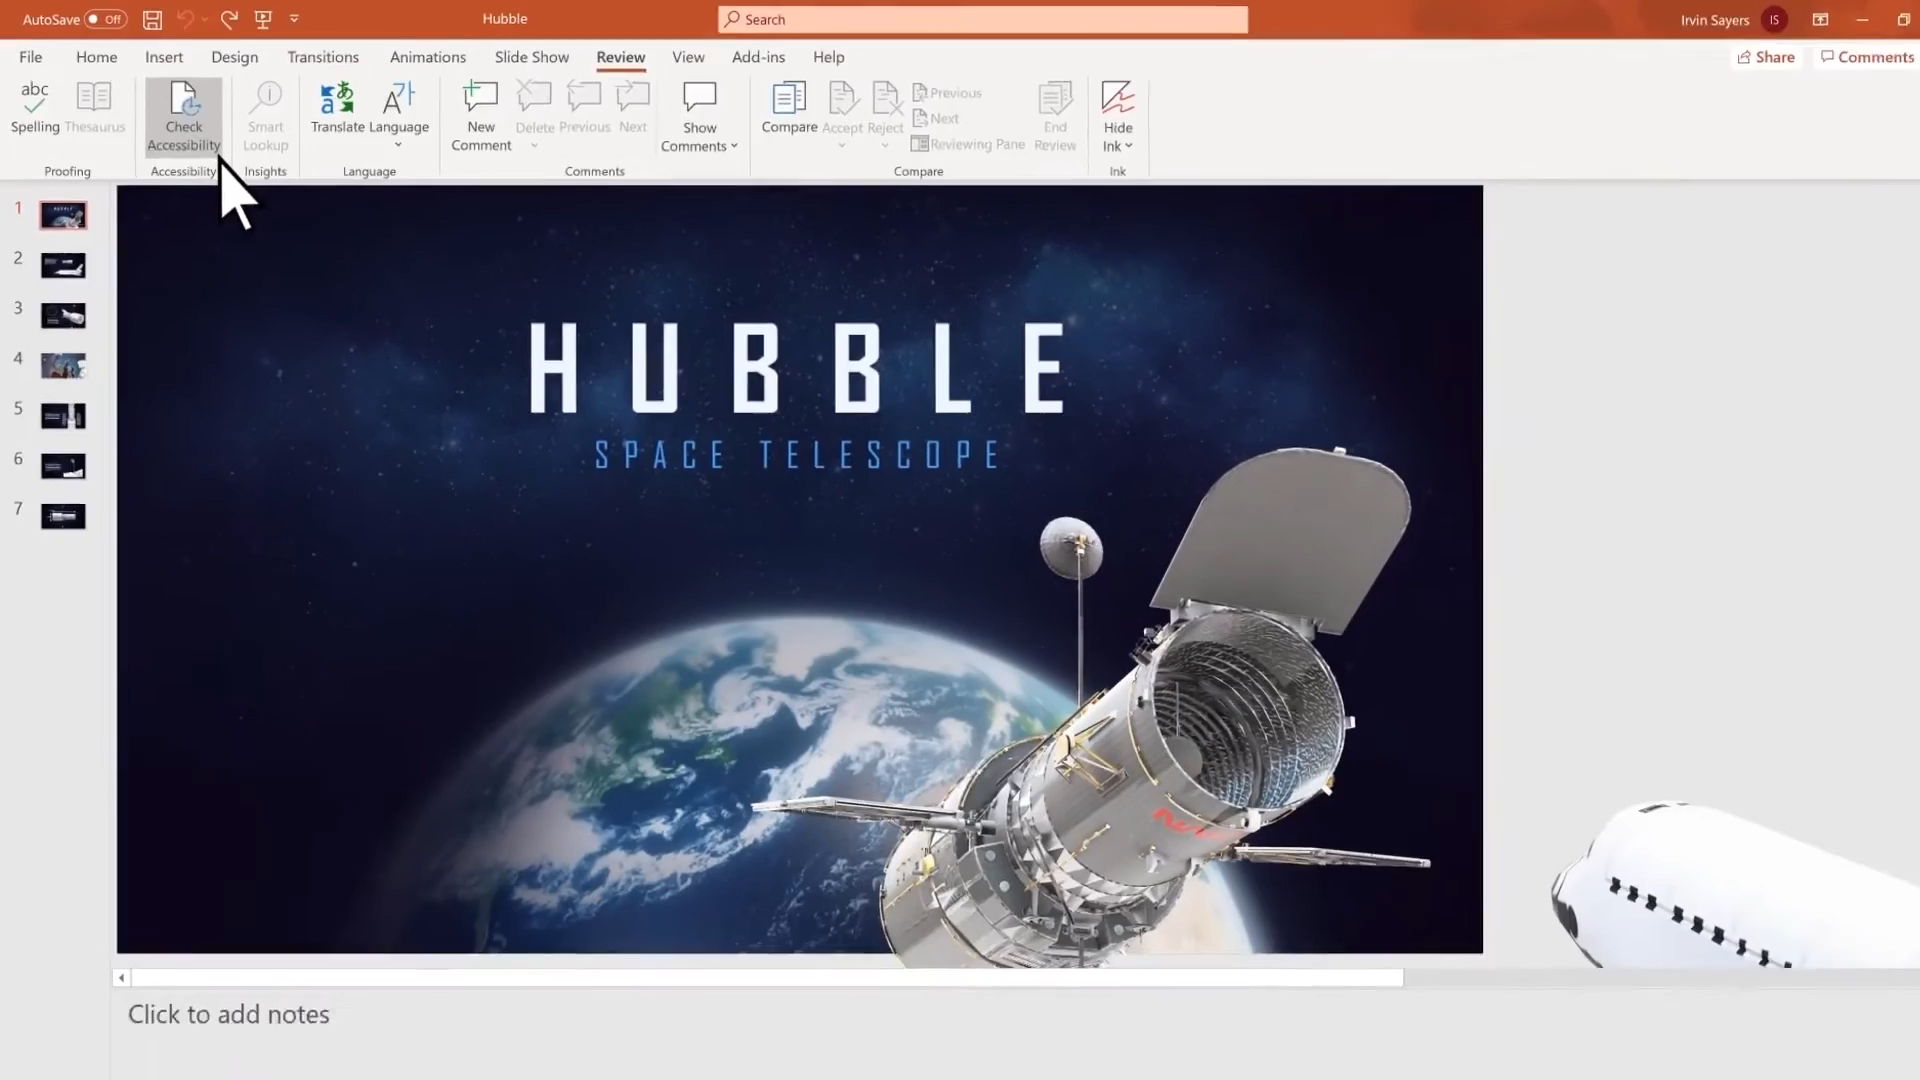 AutoSave Off Hubble Search Irvin Sayers IS
File Home Insert Design Transitions Animations Slide Show Review View Add-ins Help Share Comments
abc
Spelling Thesaurus
Proofing
Check
Accessibility
Accessibility
Smart
Lookup
Insights
Translate Language
Language
New
Comment
Delete Previous Next
Show
Comments
Comments
Compare Accept Reject
Previous
Next
Reviewing Pane
End
Review
Compare
Hide
Ink
Ink
1
2
3
4
5
6
7
HUBBLE
SPACE TELESCOPE
Click to add notes